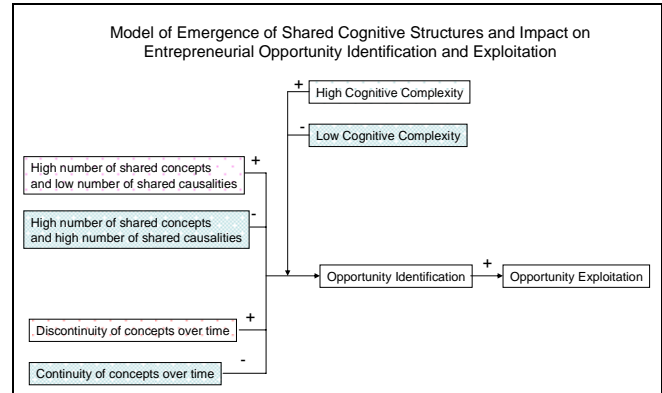 Model of Emergence of Shared Cognitive Structures and Impact on
Entrepreneurial Opportunity Identification and Exploitation
+
High Cognitive Complexity
-
Low Cognitive Complexity
+
High number of shared concepts
and low number of shared causalities
-
High number of shared concepts
and high number of shared causalities
Opportunity Identification
+
Opportunity Exploitation
+
Discontinuity of concepts over time
-
Continuity of concepts over time